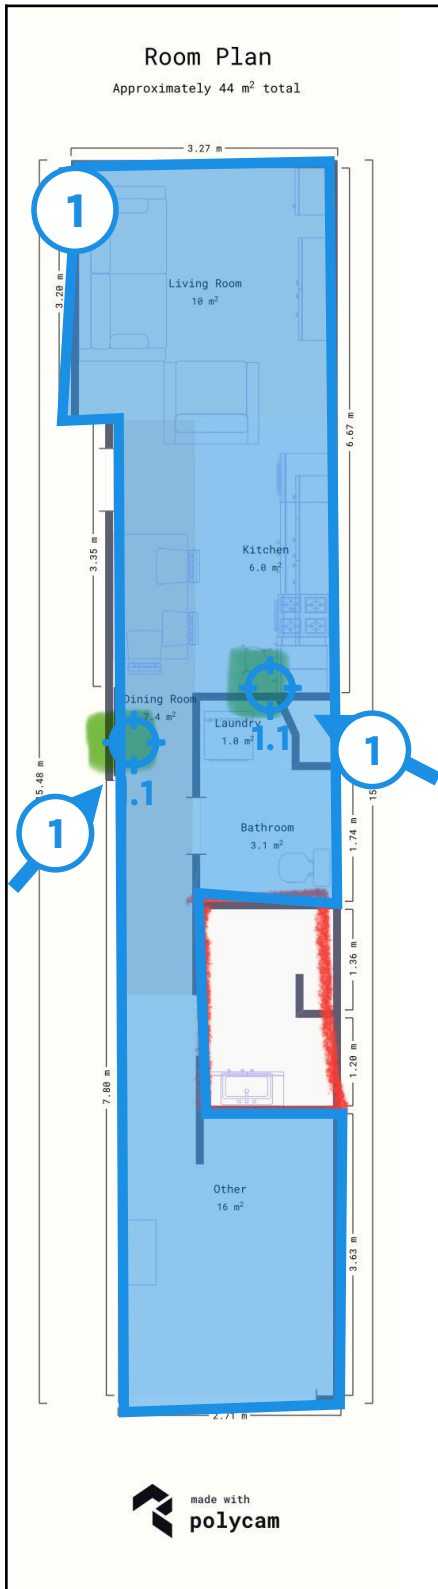 Room Plan
Approximately 44 m² total
3.27 m
1
3.20 m
Living Room
10 m²
6.67 m
3.35 m
Kitchen
6.0 m²
Dining Room
7.4 m²
Laundry
1.0 m²
1.1
.1
1
1
15.48 m
15
Bathroom
3.1 m²
1.74 m
1.36 m
1.20 m
7.80 m
Other
16 m²
3.63 m
2.71 m
made with
polycam